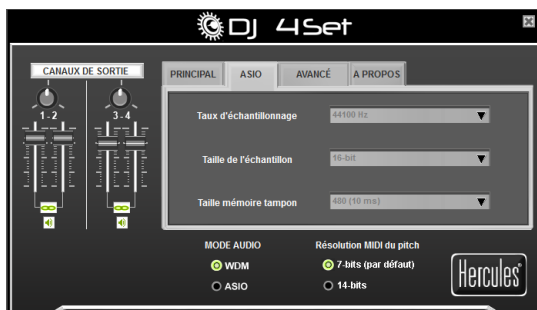 DJ 4Set
CANAUX DE SORTIE
1-2
3-4
PRINCIPAL
ASIO
AVANCÉ
A PROPOS
Taux d'échantillonnage
44100 Hz
Taille de l'échantillon
16-bit
Taille mémoire tampon
480 (10 ms)
MODE AUDIO
WDM
ASIO
Résolution MIDI du pitch
7-bits (par défaut)
14-bits
Hercules